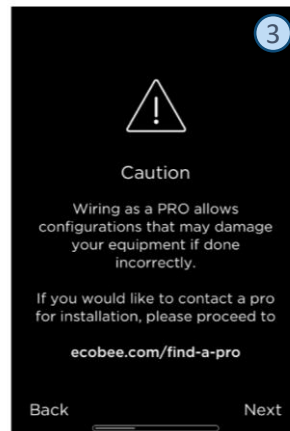 3
Caution
Wiring as a PRO allows
configurations that may damage
your equipment if done
incorrectly.
If you would like to contact a pro
for installation, please proceed to
ecobee.com/find-a-pro
Back Next